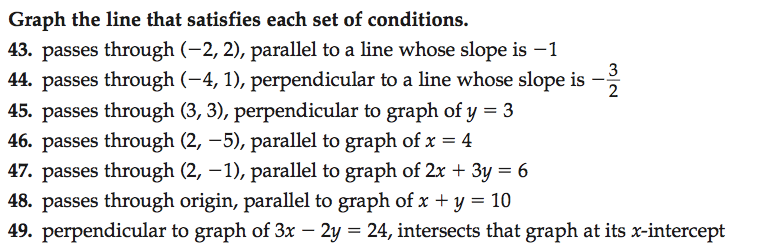 Graph the line that satisfies each set of conditions.
43. passes through (−2, 2), parallel to a line whose slope is −1
44. passes through (−4, 1), perpendicular to a line whose slope is −3/2
45. passes through (3, 3), perpendicular to graph of y = 3
46. passes through (2, −5), parallel to graph of x = 4
47. passes through (2, −1), parallel to graph of 2x + 3y = 6
48. passes through origin, parallel to graph of x + y = 10
49. perpendicular to graph of 3x − 2y = 24, intersects that graph at its x-intercept